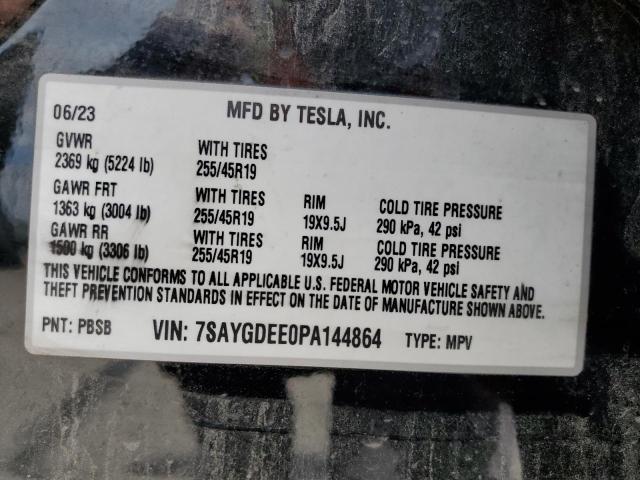 06/23 MFD BY TESLA, INC.
GVWR
2369 kg (5224 lb) WITH TIRES 255/45R19
GAWR FRT
1363 kg (3004 lb) WITH TIRES 255/45R19 RIM 19X9.5J COLD TIRE PRESSURE 290 kPa, 42 psi
GAWR RR
1500 kg (3306 lb) WITH TIRES 255/45R19 RIM 19X9.5J COLD TIRE PRESSURE 290 kPa, 42 psi
THIS VEHICLE CONFORMS TO ALL APPLICABLE U.S. FEDERAL MOTOR VEHICLE SAFETY AND
THEFT PREVENTION STANDARDS IN EFFECT ON THE DATE OF MANUFACTURE SHOWN ABOVE.
PNT: PBSB VIN: 7SAYGDEE0PA144864 TYPE: MPV